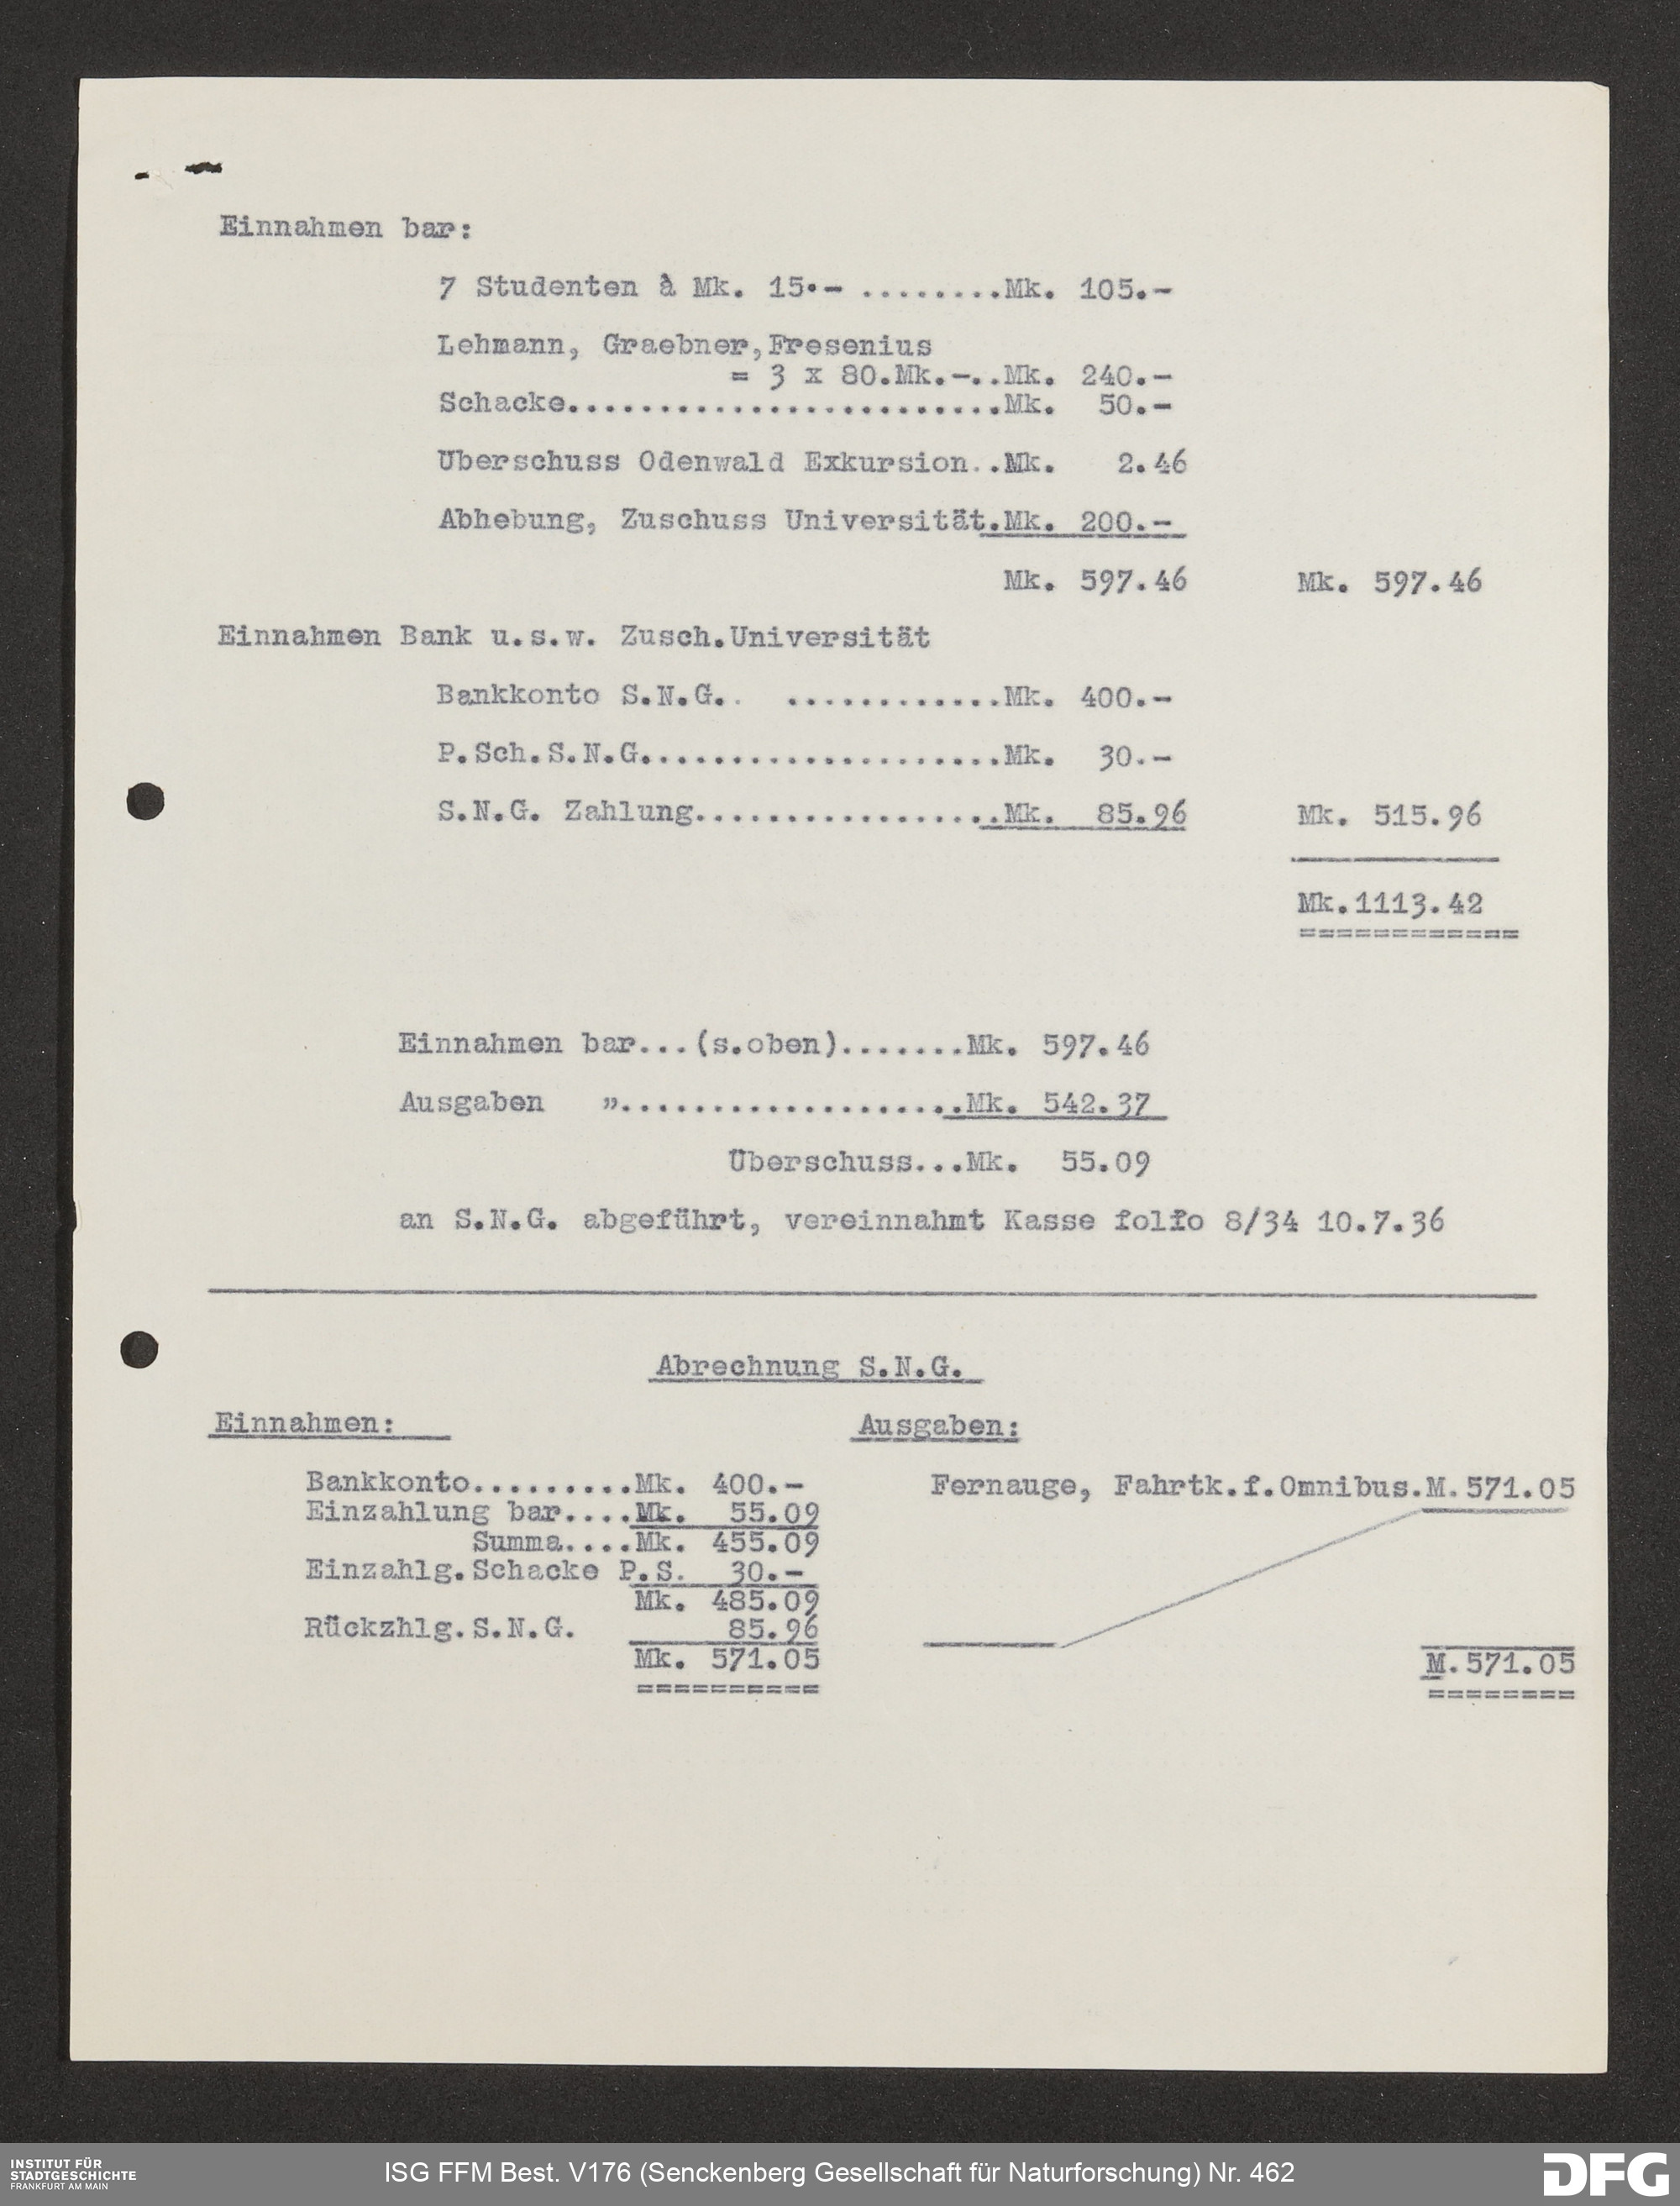 Einnahmen bar:
7 Studenten à Mk. 15.- ........Mk. 105.-
Lehmann, Graebner,Fresenius
= 3 x 80.Mk.-..Mk. 240.-
Schacke........................Mk. 50.-
Uberschuss Odenwald Exkursion..Mk. 2.46
Abhebung, Zuschuss Universität.Mk. 200.-
Mk. 597.46 Mk. 597.46
Einnahmen Bank u.s.w. Zusch.Universität
Bankkonto S.N.G.. ............Mk. 400.-
P.Sch.S.N.G....................Mk. 30.-
S.N.G. Zahlung.................Mk. 85.96 Mk. 515.96
Mk.1113.42
============
Einnahmen bar...(s.oben).......Mk. 597.46
Ausgaben "...................Mk. 542.37
Überschuss...Mk. 55.09
an S.N.G. abgeführt, vereinnahmt Kasse folfo 8/34 10.7.36
Abrechnung S.N.G.
Einnahmen: Ausgaben:
Bankkonto.........Mk. 400.- Fernauge, Fahrtk.f.Omnibus.M.571.05
Einzahlung bar....Mk. 55.09
Summa....Mk. 455.09
Einzahlg.Schacke P.S. 30.-
Mk. 485.09
Rückzhlg.S.N.G. 85.96
Mk. 571.05 M.571.05
========== ========
INSTITUT FÜR
STADTGESCHICHTE
FRANKFURT AM MAIN
ISG FFM Best. V176 (Senckenberg Gesellschaft für Naturforschung) Nr. 462
DFG